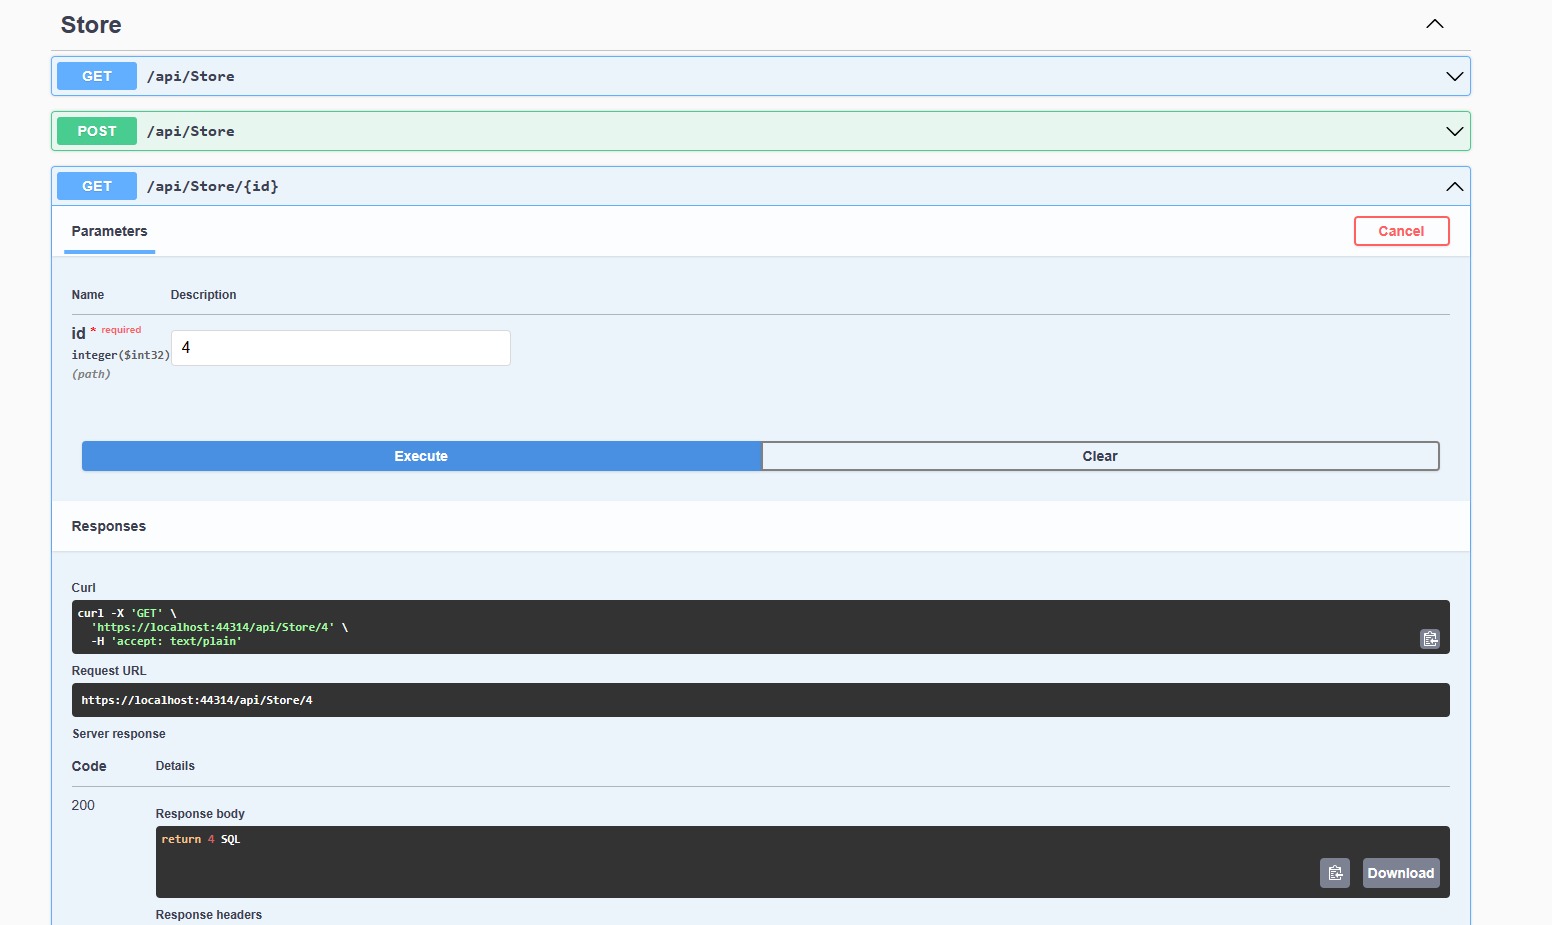 Store
GET /api/Store
POST /api/Store
GET /api/Store/{id}
Parameters
Cancel
Name Description
id * required
integer($int32)
(path)
4
Execute Clear
Responses
Curl
curl -X 'GET' \
'https://localhost:44314/api/Store/4' \
-H 'accept: text/plain'
Request URL
https://localhost:44314/api/Store/4
Server response
Code Details
200
Response body
return 4 SQL
Download
Response headers